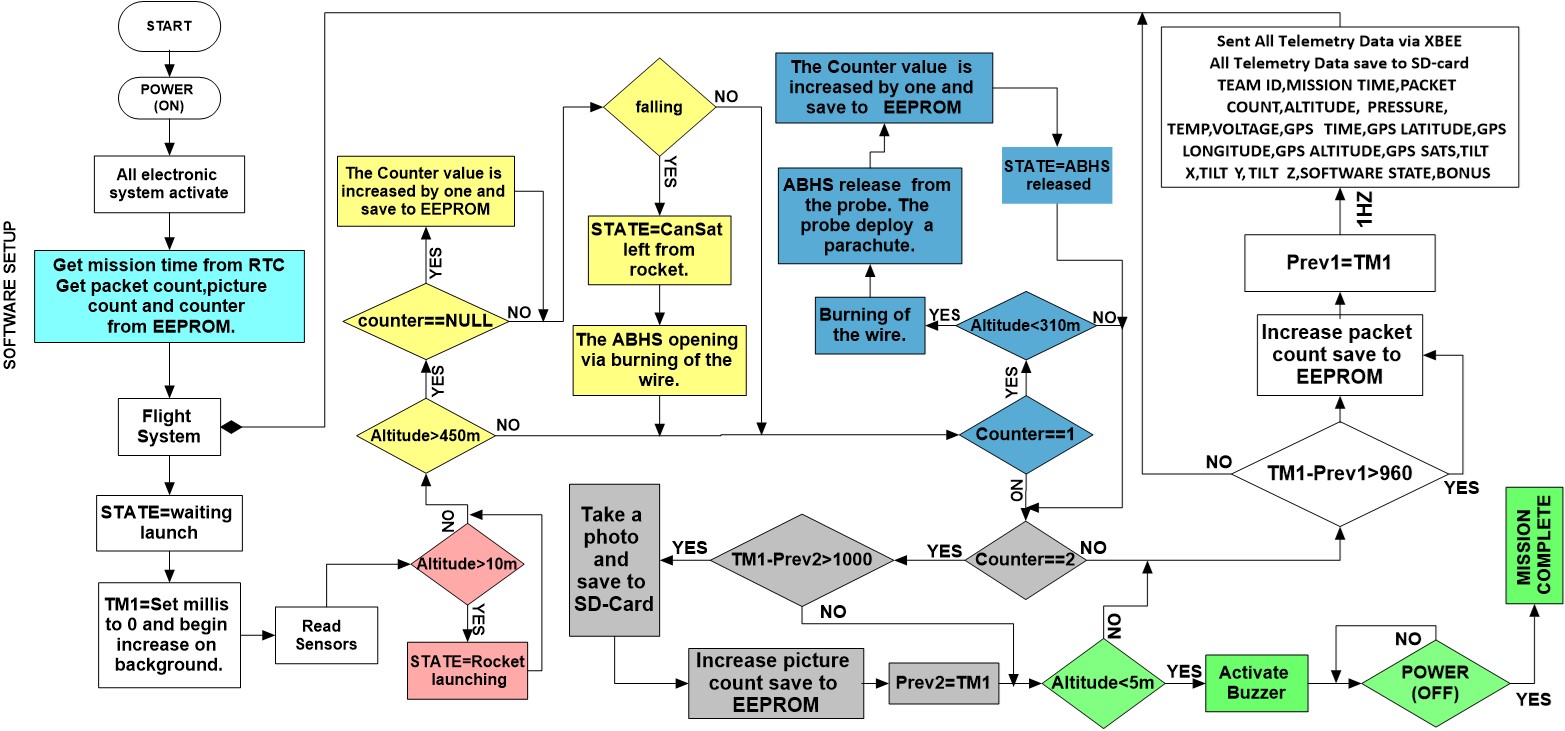 START
POWER
(ON)
All electronic
system activate
SOFTWARE SETUP
Get mission time from RTC
Get packet count,picture
count and counter
from EEPROM.
Flight
System
STATE=waiting
launch
TM1=Set millis
to 0 and begin
increase on
background.
Read
Sensors
Altitude>10m
NO
YES
STATE=Rocket
launching
Altitude>450m
NO
YES
counter==NULL
NO
YES
The Counter value is
increased by one and
save to EEPROM
falling
NO
YES
STATE=CanSat
left from
rocket.
The ABHS opening
via burning of the
wire.
Counter==1
YES
NO
Altitude<310m
NO
YES
Burning of
the wire.
ABHS release from
the probe. The
probe deploy a
parachute.
The Counter value is
increased by one and
save to EEPROM
STATE=ABHS
released
Counter==2
NO
YES
TM1-Prev2>1000
YES
NO
Take a
photo
and
save to
SD-Card
Increase picture
count save to
EEPROM
Prev2=TM1
Altitude<5m
NO
YES
Activate
Buzzer
POWER
(OFF)
NO
YES
MISSION
COMPLETE
TM1-Prev1>960
NO
YES
Increase packet
count save to
EEPROM
Prev1=TM1
1HZ
Sent All Telemetry Data via XBEE
All Telemetry Data save to SD-card
TEAM ID,MISSION TIME,PACKET
COUNT,ALTITUDE, PRESSURE,
TEMP,VOLTAGE,GPS TIME,GPS LATITUDE,GPS
LONGITUDE,GPS ALTITUDE,GPS SATS,TILT
X,TILT Y,TILT Z,SOFTWARE STATE,BONUS